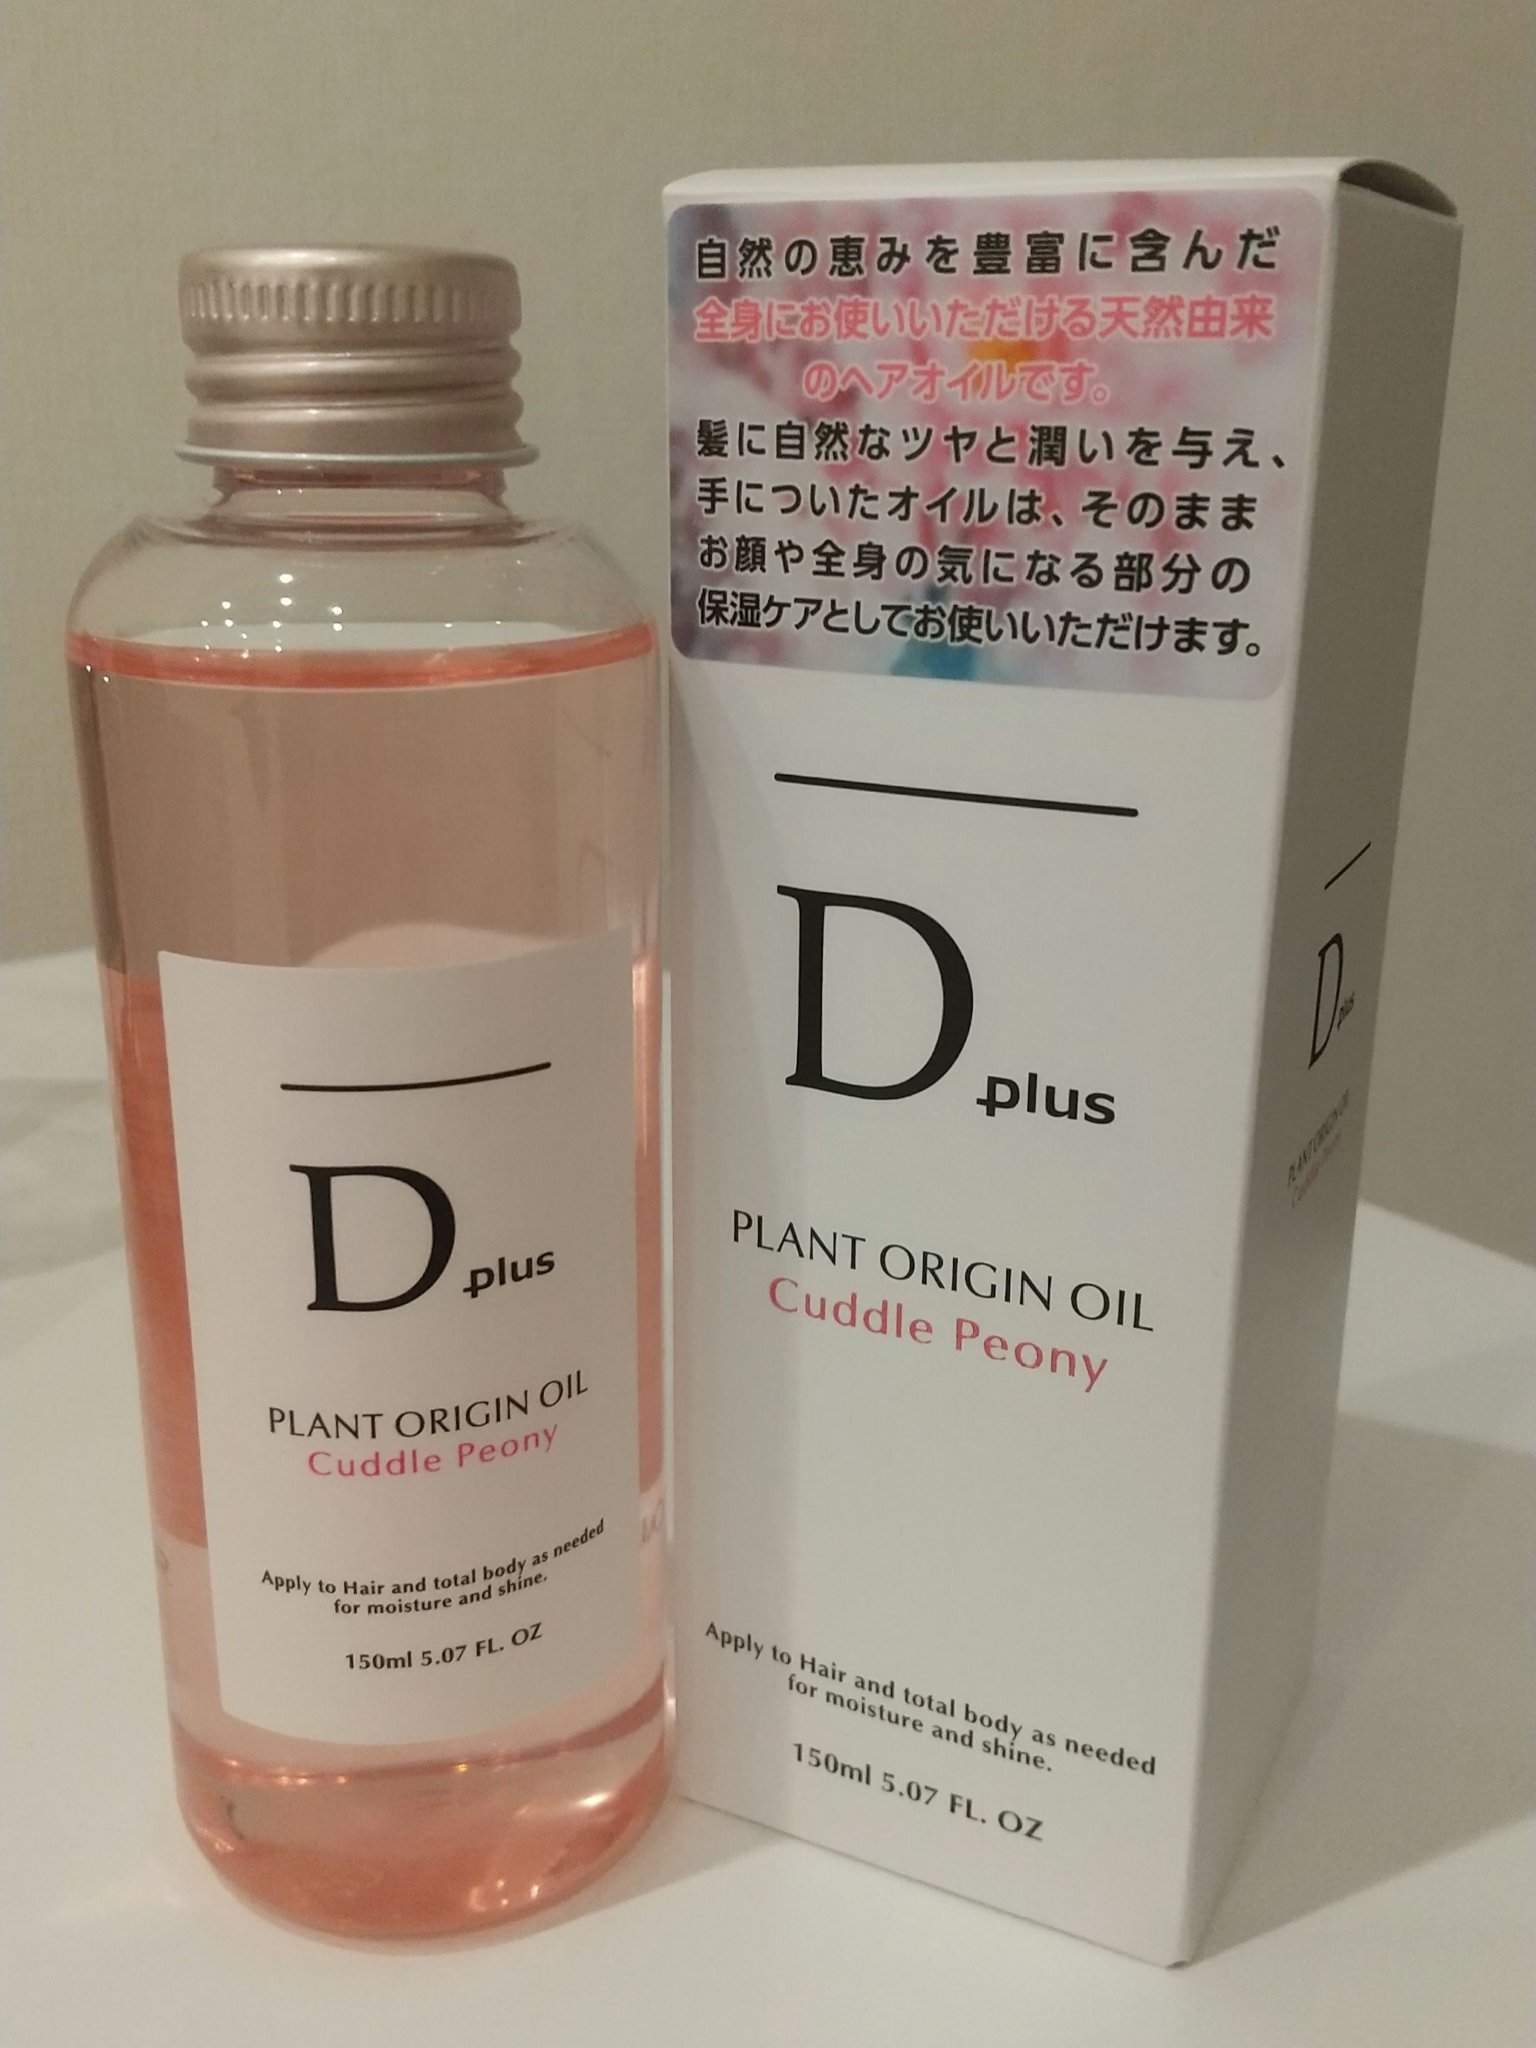 D plus
PLANT ORIGIN OIL
Cuddle Peony
Apply to Hair and total body as needed
for moisture and shine.
150ml 5.07 FL. OZ
自然の恵みを豊富に含んだ
全身にお使いいただける天然由来
のヘアオイルです。
髪に自然なツヤと潤いを与え、
手についたオイルは、そのまま
お顔や全身の気になる部分の
保湿ケアとしてお使いいただけます。
D plus
PLANT ORIGIN OIL
Cuddle Peony
Apply to Hair and total body as needed
for moisture and shine.
150ml 5.07 FL. OZ
D plus
PLANT ORIGIN OIL
Cuddle Peony